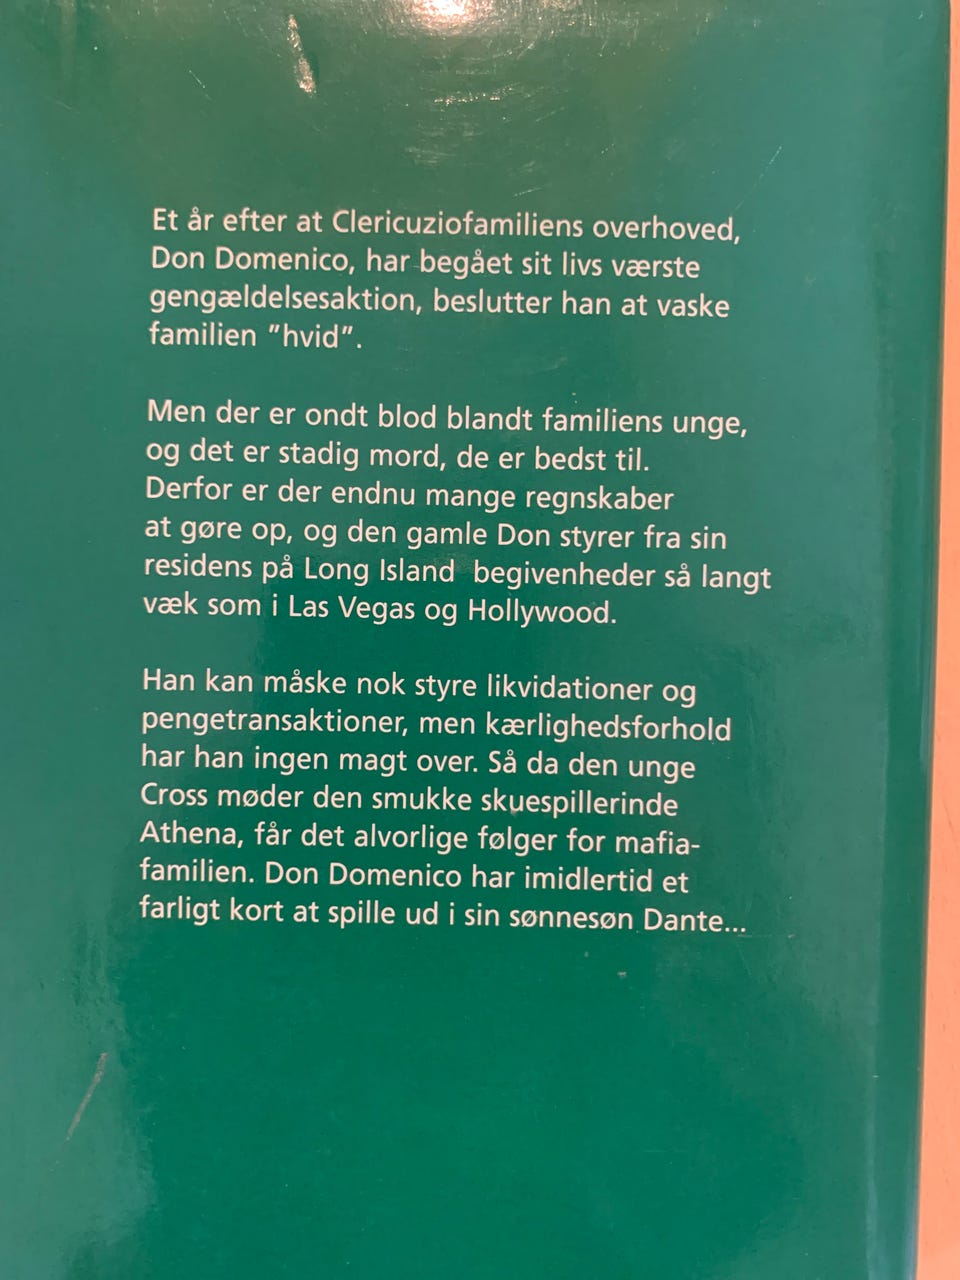 Et år efter at Clericuziofamiliens overhoved,
Don Domenico, har begået sit livs værste
gengældelsesaktion, beslutter han at vaske
familien "hvid".
Men der er ondt blod blandt familiens unge,
og det er stadig mord, de er bedst til.
Derfor er der endnu mange regnskaber
at gøre op, og den gamle Don styrer fra sin
residens på Long Island begivenheder så langt
væk som i Las Vegas og Hollywood.
Han kan måske nok styre likvidationer og
pengetransaktioner, men kærlighedsforhold
har han ingen magt over. Så da den unge
Cross møder den smukke skuespillerinde
Athena, får det alvorlige følger for mafia-
familien. Don Domenico har imidlertid et
farligt kort at spille ud i sin sønnesøn Dante...